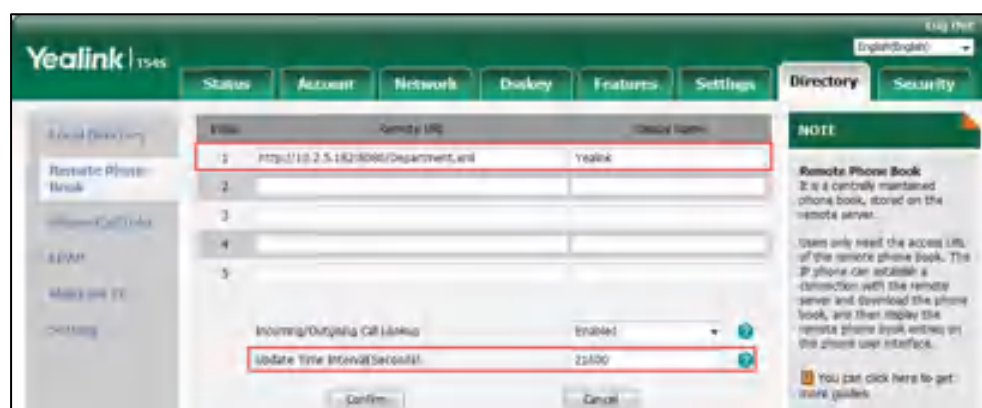 Log Out
English(English)
Yealink T54S
Status Account Network Dsskey Features Settings Directory Security
Local Directory
Remote Phone Book
LDAP
Setting
Index Remote URL Display Name
1 http://10.2.5.182:8080/Department.xml Yealink
2
3
4
5
Incoming/Outgoing Call Lookup Enabled
Update Time Interval(Seconds) 21600
Confirm Cancel
NOTE
Remote Phone Book
It is a centrally maintained
phone book, stored on the
remote server.
Users only need the access URL
of the remote phone book. The
IP phone can establish a
connection with the remote
server and download the phone
book, and then display the
remote phone book entries on
the phone user interface.
You can click here to get
more guides.